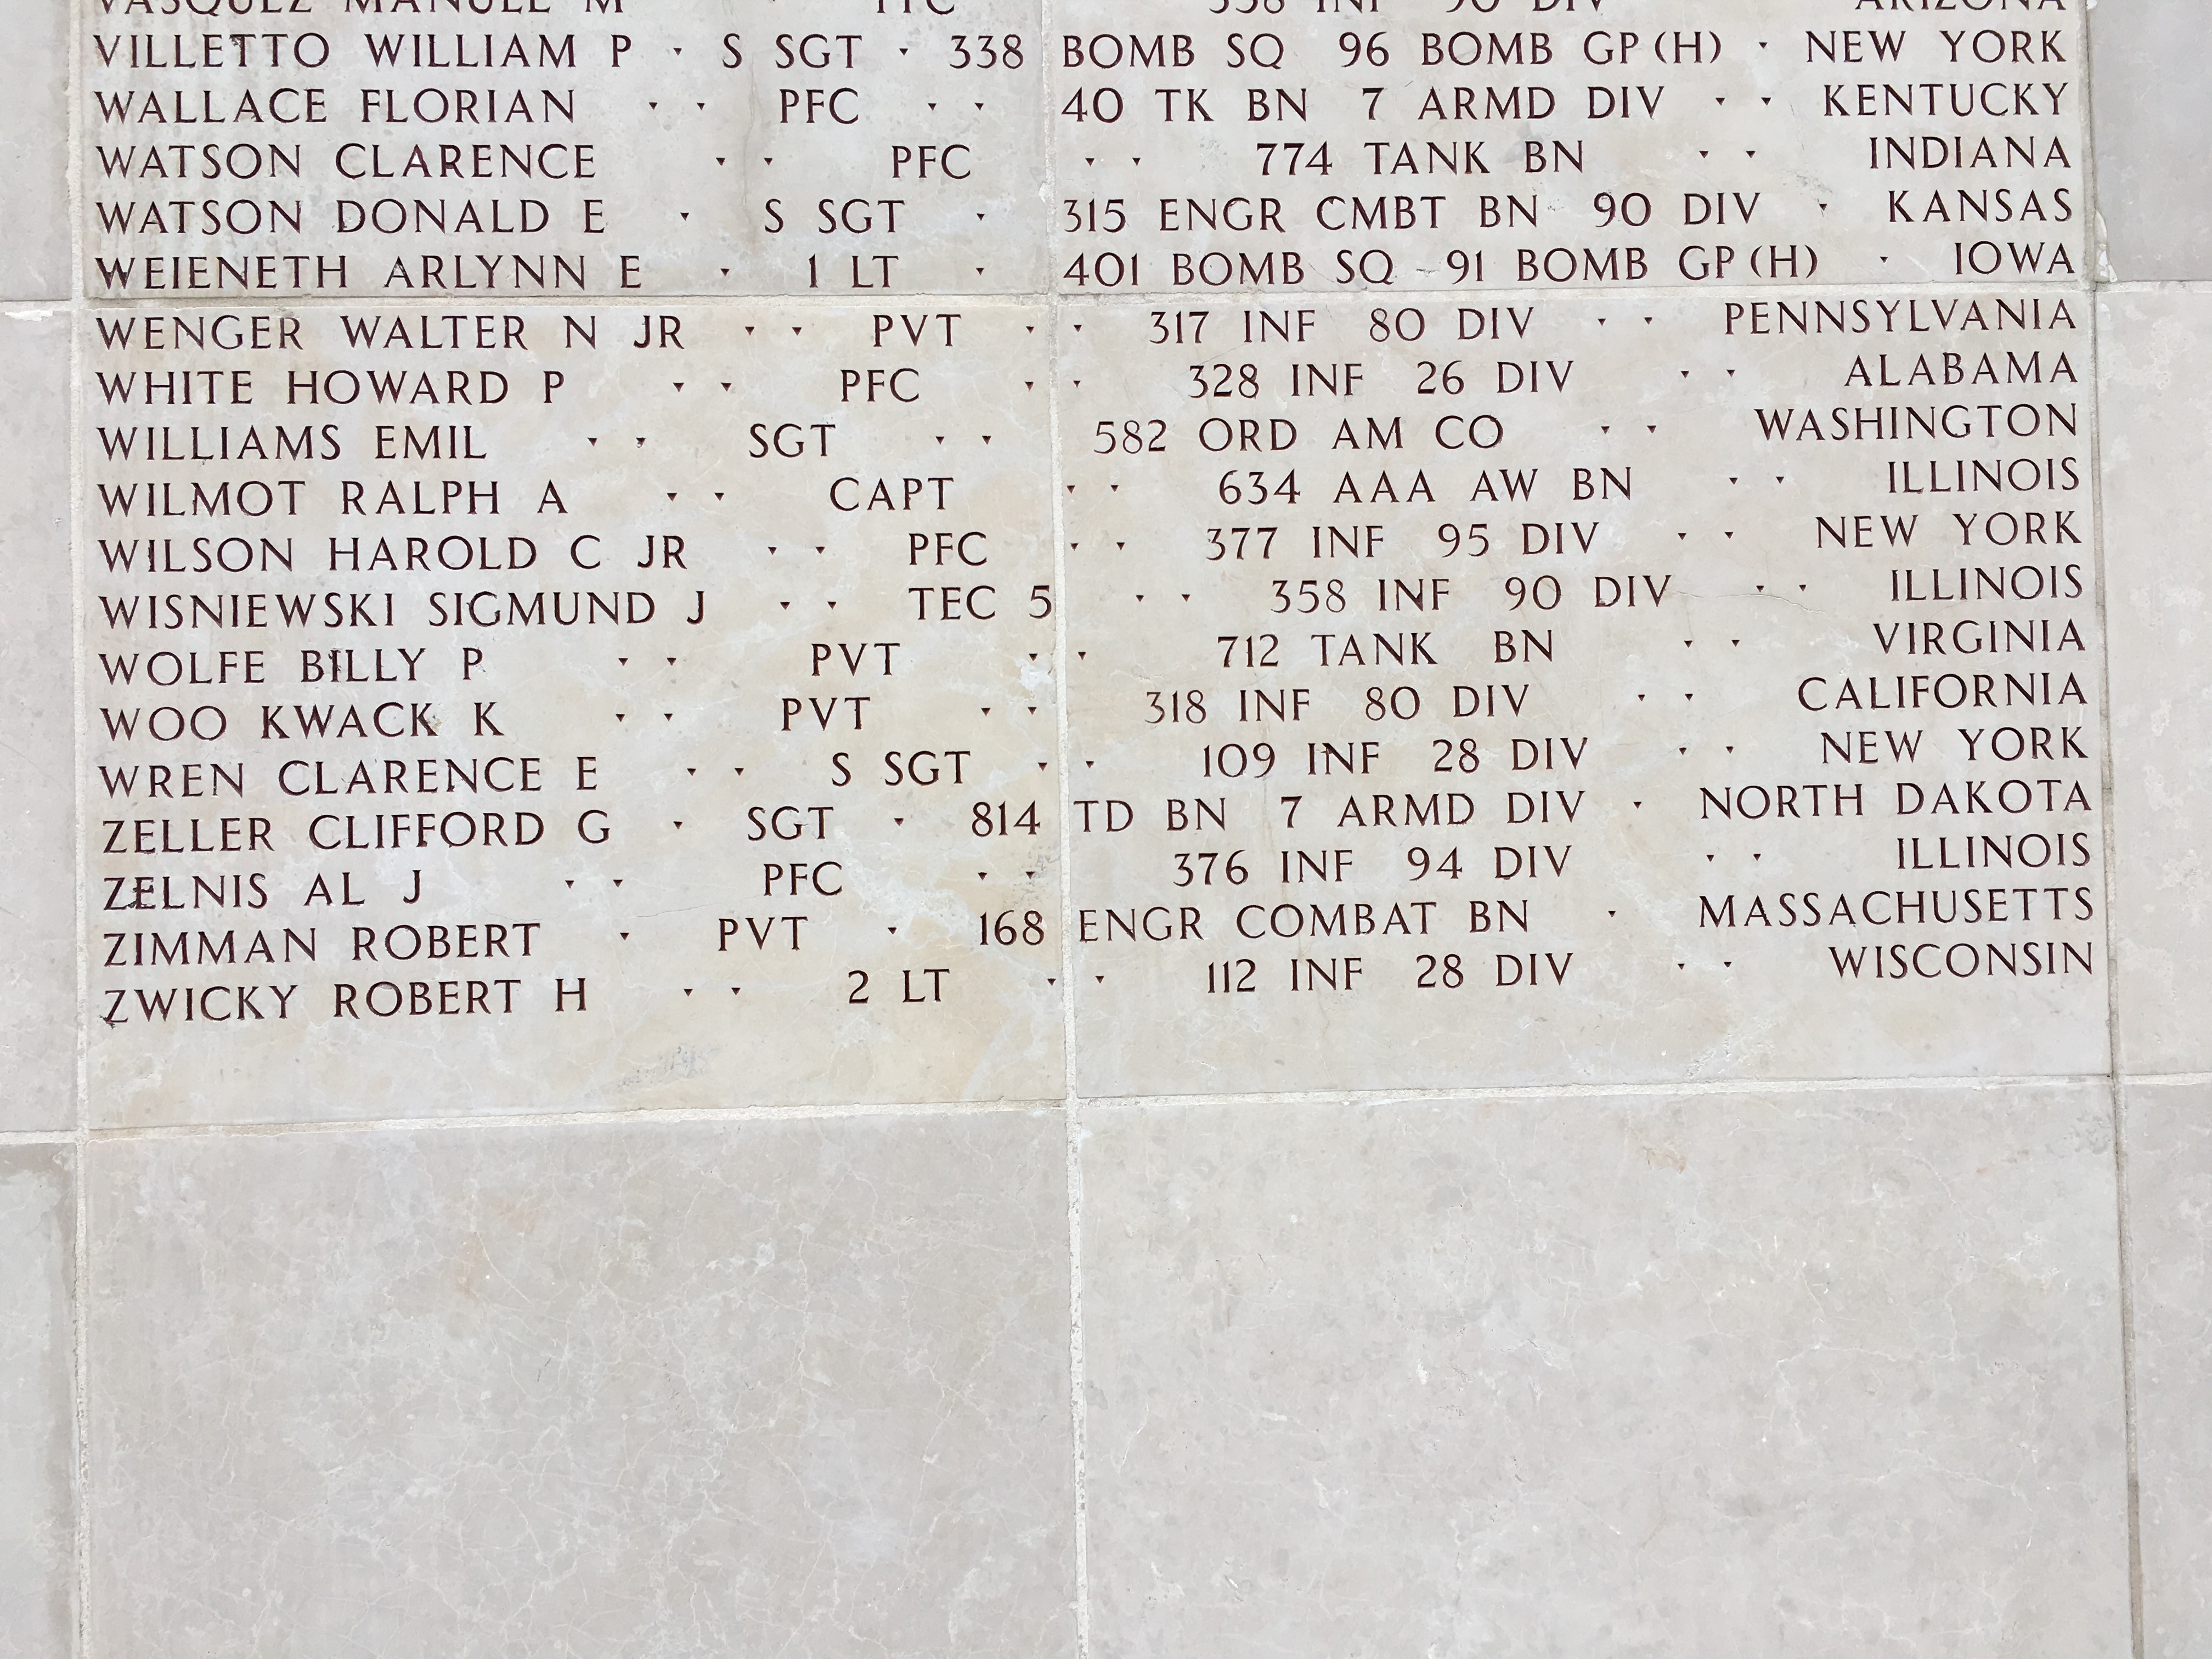 VASQUEZ MANUEL M · PFC 358 INF 90 DIV ARIZONA
VILLETTO WILLIAM P · S SGT · 338 BOMB SQ 96 BOMB GP (H) · NEW YORK
WALLACE FLORIAN · · PFC · · 40 TK BN 7 ARMD DIV · · KENTUCKY
WATSON CLARENCE · · PFC · · 774 TANK BN · · INDIANA
WATSON DONALD E · S SGT · 315 ENGR CMBT BN 90 DIV · KANSAS
WEIENETH ARLYNN E · 1 LT · 401 BOMB SQ 91 BOMB GP (H) · IOWA
WENGER WALTER N JR · · PVT · · 317 INF 80 DIV · · PENNSYLVANIA
WHITE HOWARD P · · PFC · · 328 INF 26 DIV · · ALABAMA
WILLIAMS EMIL · · SGT · · 582 ORD AM CO · · WASHINGTON
WILMOT RALPH A · · CAPT · · 634 AAA AW BN · · ILLINOIS
WILSON HAROLD C JR · · PFC · · 377 INF 95 DIV · · NEW YORK
WISNIEWSKI SIGMUND J · · TEC 5 · · 358 INF 90 DIV · · ILLINOIS
WOLFE BILLY P · · PVT · · 712 TANK BN · · VIRGINIA
WOO KWACK K · · PVT · · 318 INF 80 DIV · · CALIFORNIA
WREN CLARENCE E · · S SGT · · 109 INF 28 DIV · · NEW YORK
ZELLER CLIFFORD G · SGT · 814 TD BN 7 ARMD DIV · NORTH DAKOTA
ZELNIS AL J · · PFC · · 376 INF 94 DIV · · ILLINOIS
ZIMMAN ROBERT · PVT · 168 ENGR COMBAT BN · MASSACHUSETTS
ZWICKY ROBERT H · · 2 LT · · 112 INF 28 DIV · · WISCONSIN